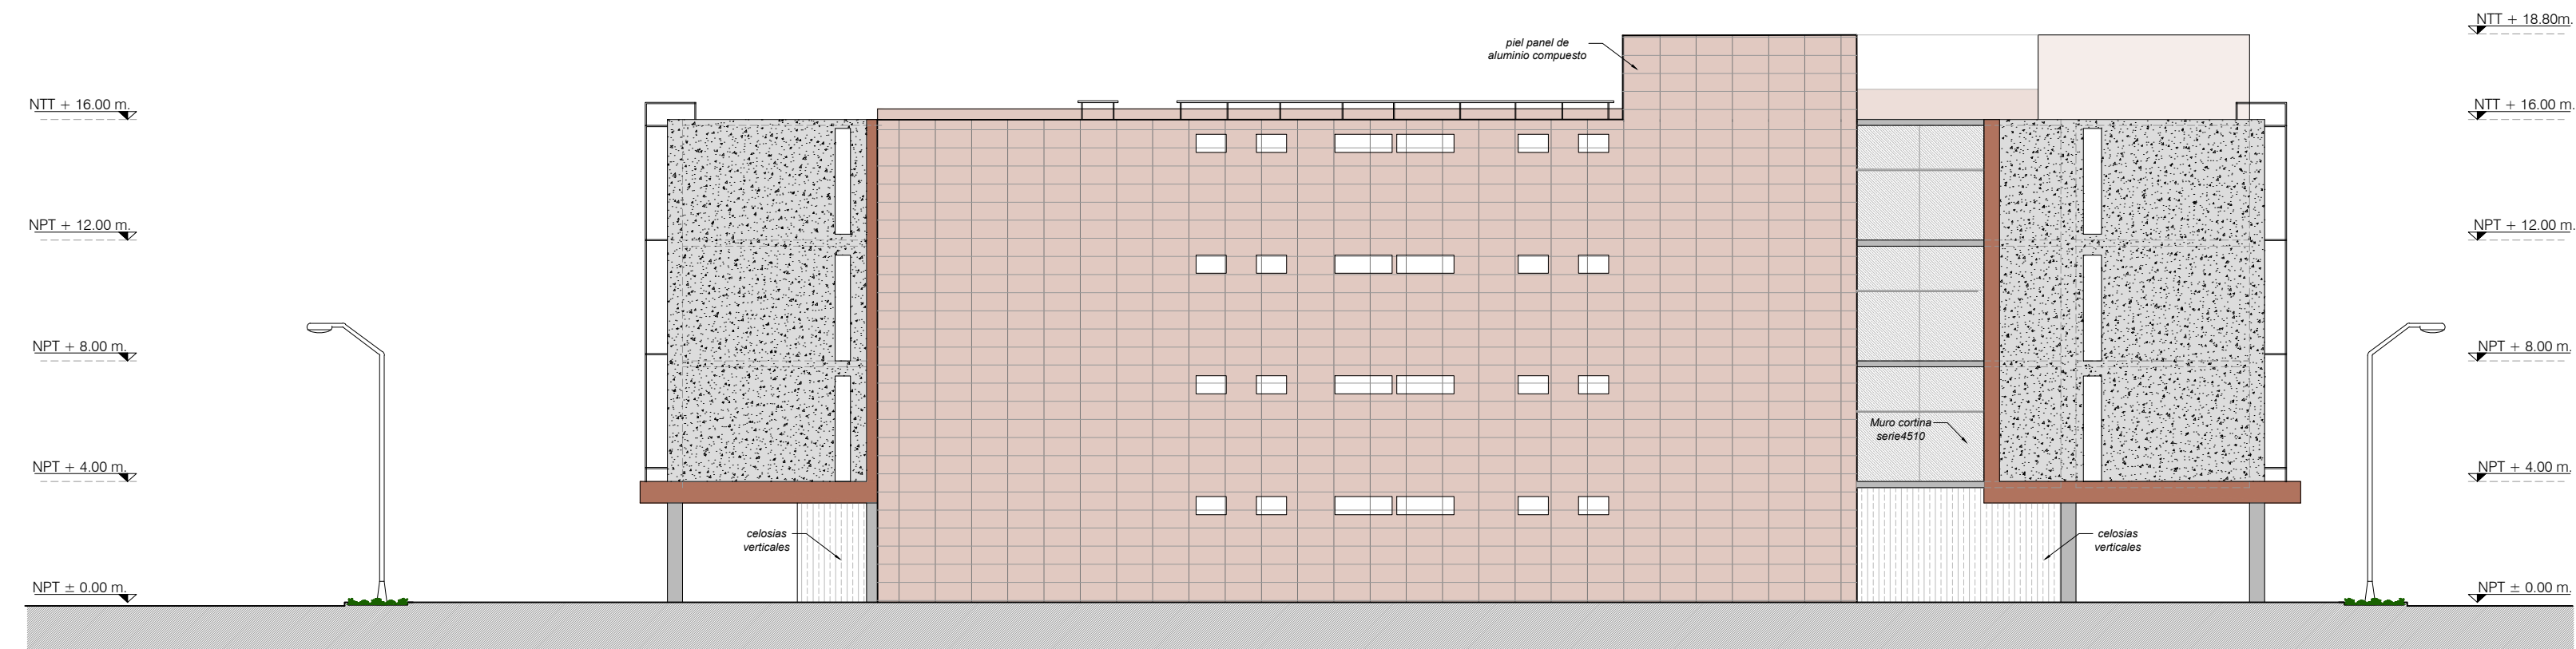 NTT + 18.80m.
piel panel de
aluminio compuesto
NTT + 16.00 m.
NTT + 16.00 m.
NPT + 12.00 m.
NPT + 12.00 m.
NPT + 8.00 m.
NPT + 8.00 m.
Muro cortina
serie4510
NPT + 4.00 m.
NPT + 4.00 m.
celosias
verticales
celosias
verticales
NPT ± 0.00 m.
NPT ± 0.00 m.